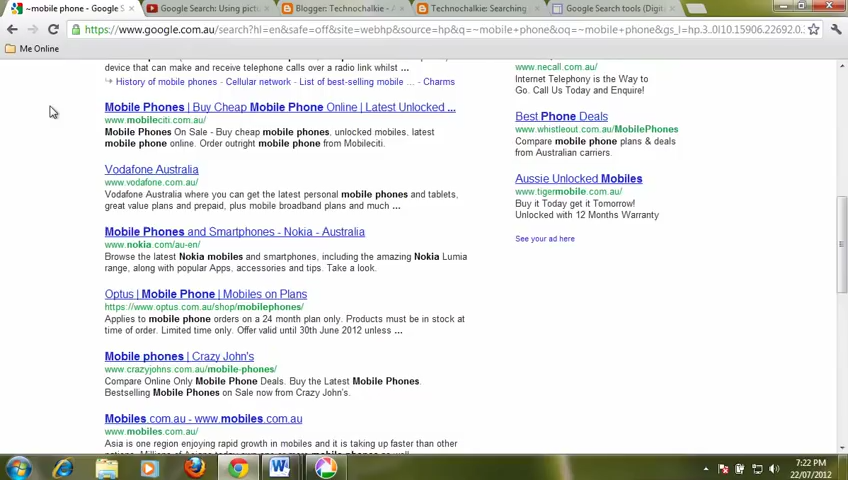 ~mobile phone - Google S
Google Search: Using pict
Blogger: Technochalkie - A
Technochalkie: Searching
Google Search tools (Digit
https://www.google.com.au/search?hl=en&safe=off&site=webhp&source=hp&q=~mobile+phone&oq=~mobile+phone&gs_l=hp.3...10l0.15906.22692.0.
Me Online
device that can make and receive telephone calls over a radio link whilst ...
History of mobile phones - Cellular network - List of best-selling mobile ... - Charms
Mobile Phones | Buy Cheap Mobile Phone Online | Latest Unlocked ...
www.mobileciti.com.au/
Mobile Phones On Sale - Buy cheap mobile phones, unlocked mobiles, latest
mobile phone online. Order outright mobile phone from Mobileciti.
Vodafone Australia
www.vodafone.com.au/
Vodafone Australia where you can get the latest personal mobile phones and tablets,
great value plans and prepaid, plus mobile broadband plans and much ...
Mobile Phones and Smartphones - Nokia - Australia
www.nokia.com/au-en/
Browse the latest Nokia mobiles and smartphones, including the amazing Nokia Lumia
range, along with popular Apps, accessories and tips. Take a look.
Optus | Mobile Phone | Mobiles on Plans
https://www.optus.com.au/shop/mobilephones/
Applies to mobile phone orders on a 24 month plan only. Products must be in stock at
time of order. Limited time only. Offer valid until 30th June 2012 unless ...
Mobile phones | Crazy John's
www.crazyjohns.com.au/mobile-phones/
Compare Online Only Mobile Phone Deals. Buy the Latest Mobile Phones.
Bestselling Mobile Phones on Sale now from Crazy John's.
Mobiles.com.au - www.mobiles.com.au
www.mobiles.com.au/
Asia is one region enjoying rapid growth in mobiles and it is taking up faster than other
www.necall.com.au/
Internet Telephony is the Way to
Go. Call Us Today and Enquire!
Best Phone Deals
www.whistleout.com.au/MobilePhones
Compare mobile phone plans & deals
from Australian carriers.
Aussie Unlocked Mobiles
www.tigermobile.com.au/
Buy it Today get it Tomorrow!
Unlocked with 12 Months Warranty
See your ad here
7:22 PM
22/07/2012